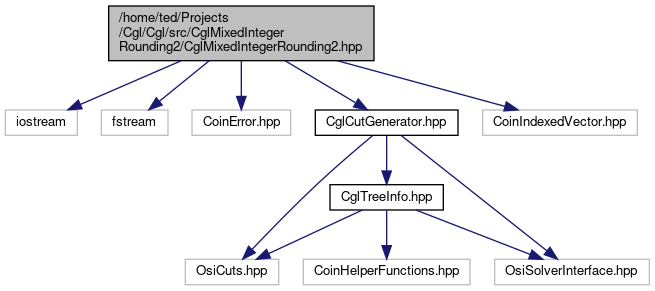 /home/ted/Projects
/Cgl/Cgl/src/CglMixedInteger
Rounding2/CglMixedIntegerRounding2.hpp
iostream
fstream
CoinError.hpp
CglCutGenerator.hpp
CoinIndexedVector.hpp
CglTreeInfo.hpp
OsiCuts.hpp
CoinHelperFunctions.hpp
OsiSolverInterface.hpp